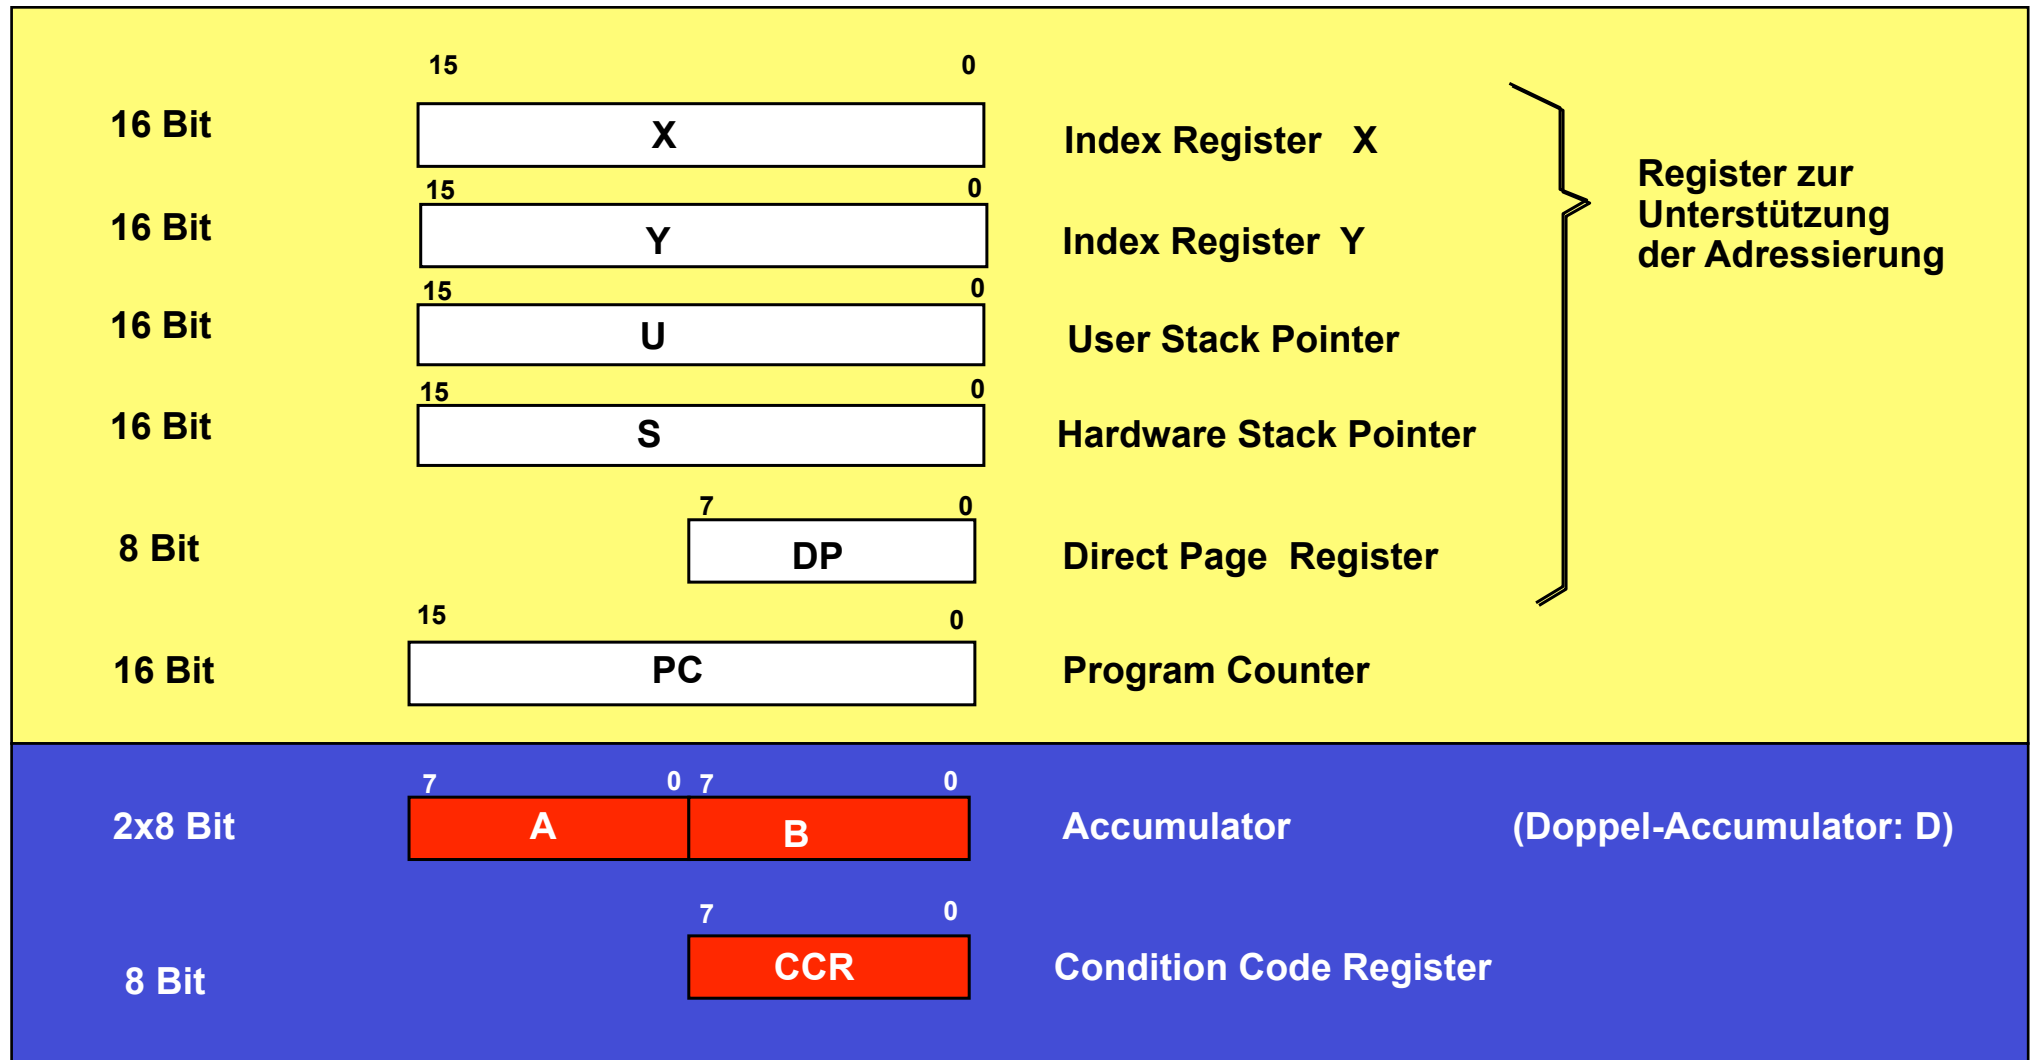 15 0
16 Bit X Index Register X
15 0
16 Bit Y Index Register Y
Register zur
Unterstützung
der Adressierung
15 0
16 Bit U User Stack Pointer
15 0
16 Bit S Hardware Stack Pointer
7 0
8 Bit DP Direct Page Register
15 0
16 Bit PC Program Counter
7 0 7 0
2x8 Bit A B Accumulator (Doppel-Accumulator: D)
7 0
8 Bit CCR Condition Code Register